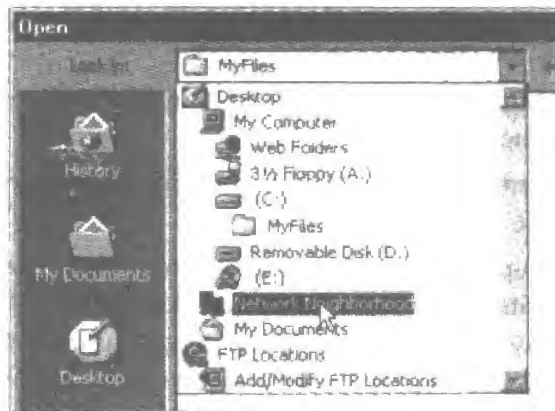 Open
Look in:
MyFiles
Desktop
My Computer
Web Folders
3½ Floppy (A:)
(C:)
MyFiles
Removable Disk (D:)
(E:)
Network Neighborhood
My Documents
FTP Locations
Add/Modify FTP Locations
History
My Documents
Desktop